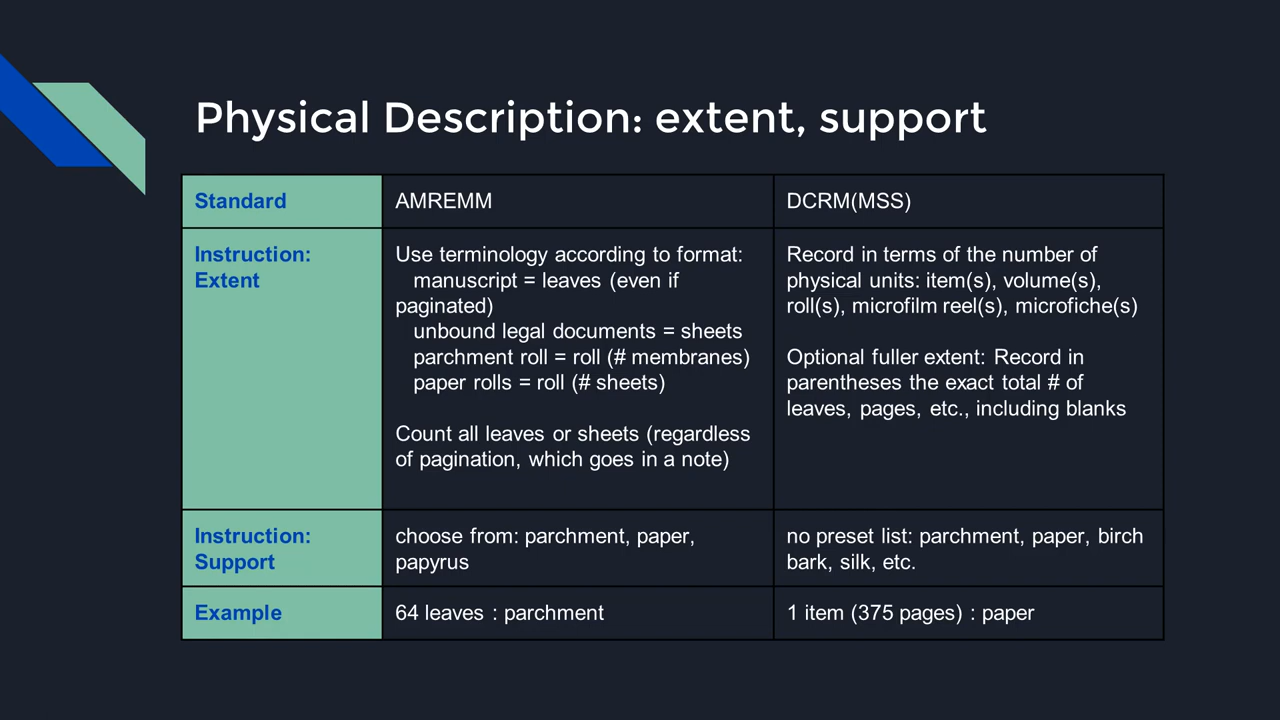 Physical Description: extent, support
Standard
AMREMM
DCRM(MSS)
Instruction:
Extent
Use terminology according to format:
manuscript = leaves (even if
paginated)
unbound legal documents = sheets
parchment roll = roll (# membranes)
paper rolls = roll (# sheets)
Count all leaves or sheets (regardless
of pagination, which goes in a note)
Record in terms of the number of
physical units: item(s), volume(s),
roll(s), microfilm reel(s), microfiche(s)
Optional fuller extent: Record in
parentheses the exact total # of
leaves, pages, etc., including blanks
Instruction:
Support
choose from: parchment, paper,
papyrus
no preset list: parchment, paper, birch
bark, silk, etc.
Example
64 leaves : parchment
1 item (375 pages) : paper